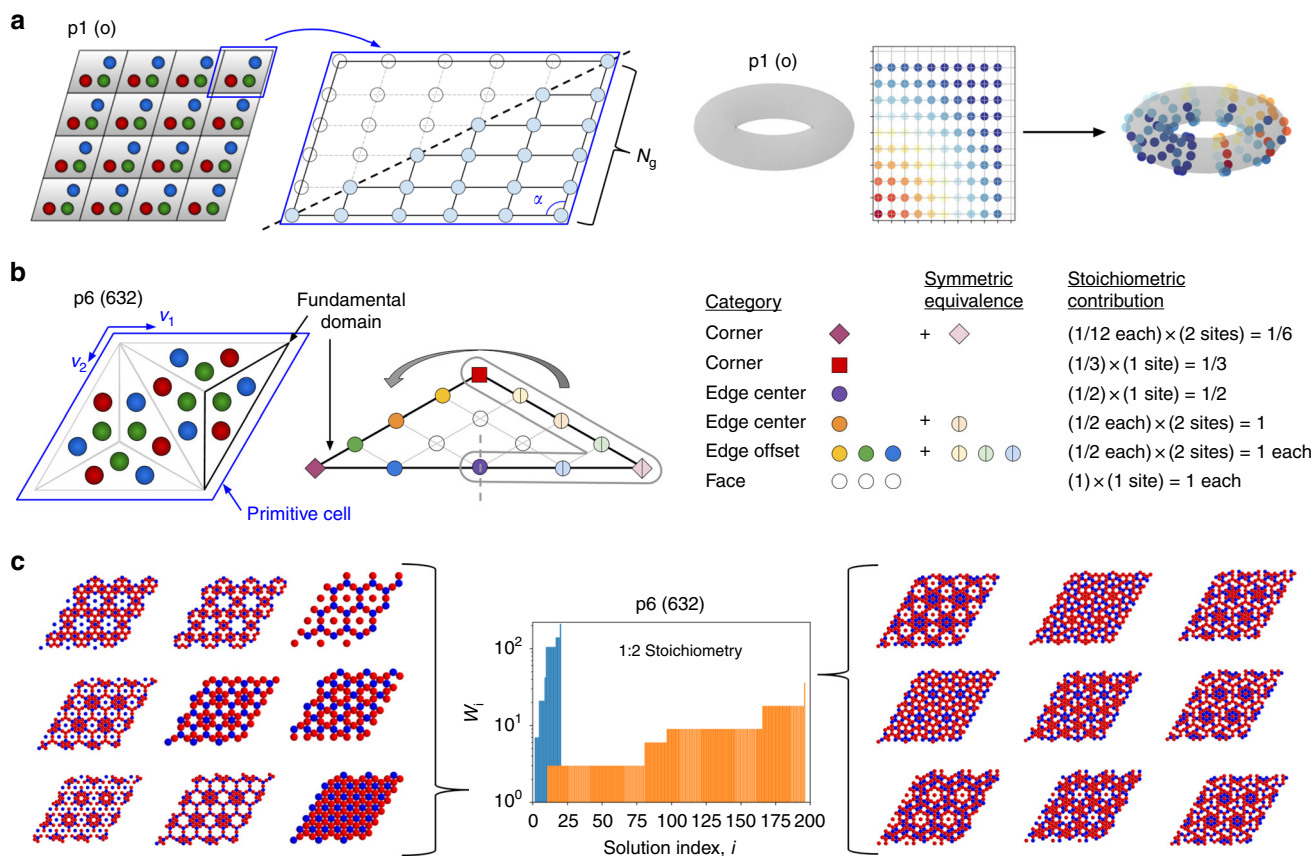 a
p1 (o)
α
N_g
p1 (o)
b
p6 (632)
v_1
v_2
Fundamental
domain
Primitive cell
Category
Symmetric
equivalence
Stoichiometric
contribution
Corner + (1/12 each) × (2 sites) = 1/6
Corner (1/3) × (1 site) = 1/3
Edge center (1/2) × (1 site) = 1/2
Edge center + (1/2 each) × (2 sites) = 1
Edge offset + (1/2 each) × (2 sites) = 1 each
Face (1) × (1 site) = 1 each
c
p6 (632)
1:2 Stoichiometry
W_i
10^2
10^1
10^0
0 25 50 75 100 125 150 175 200
Solution index, i